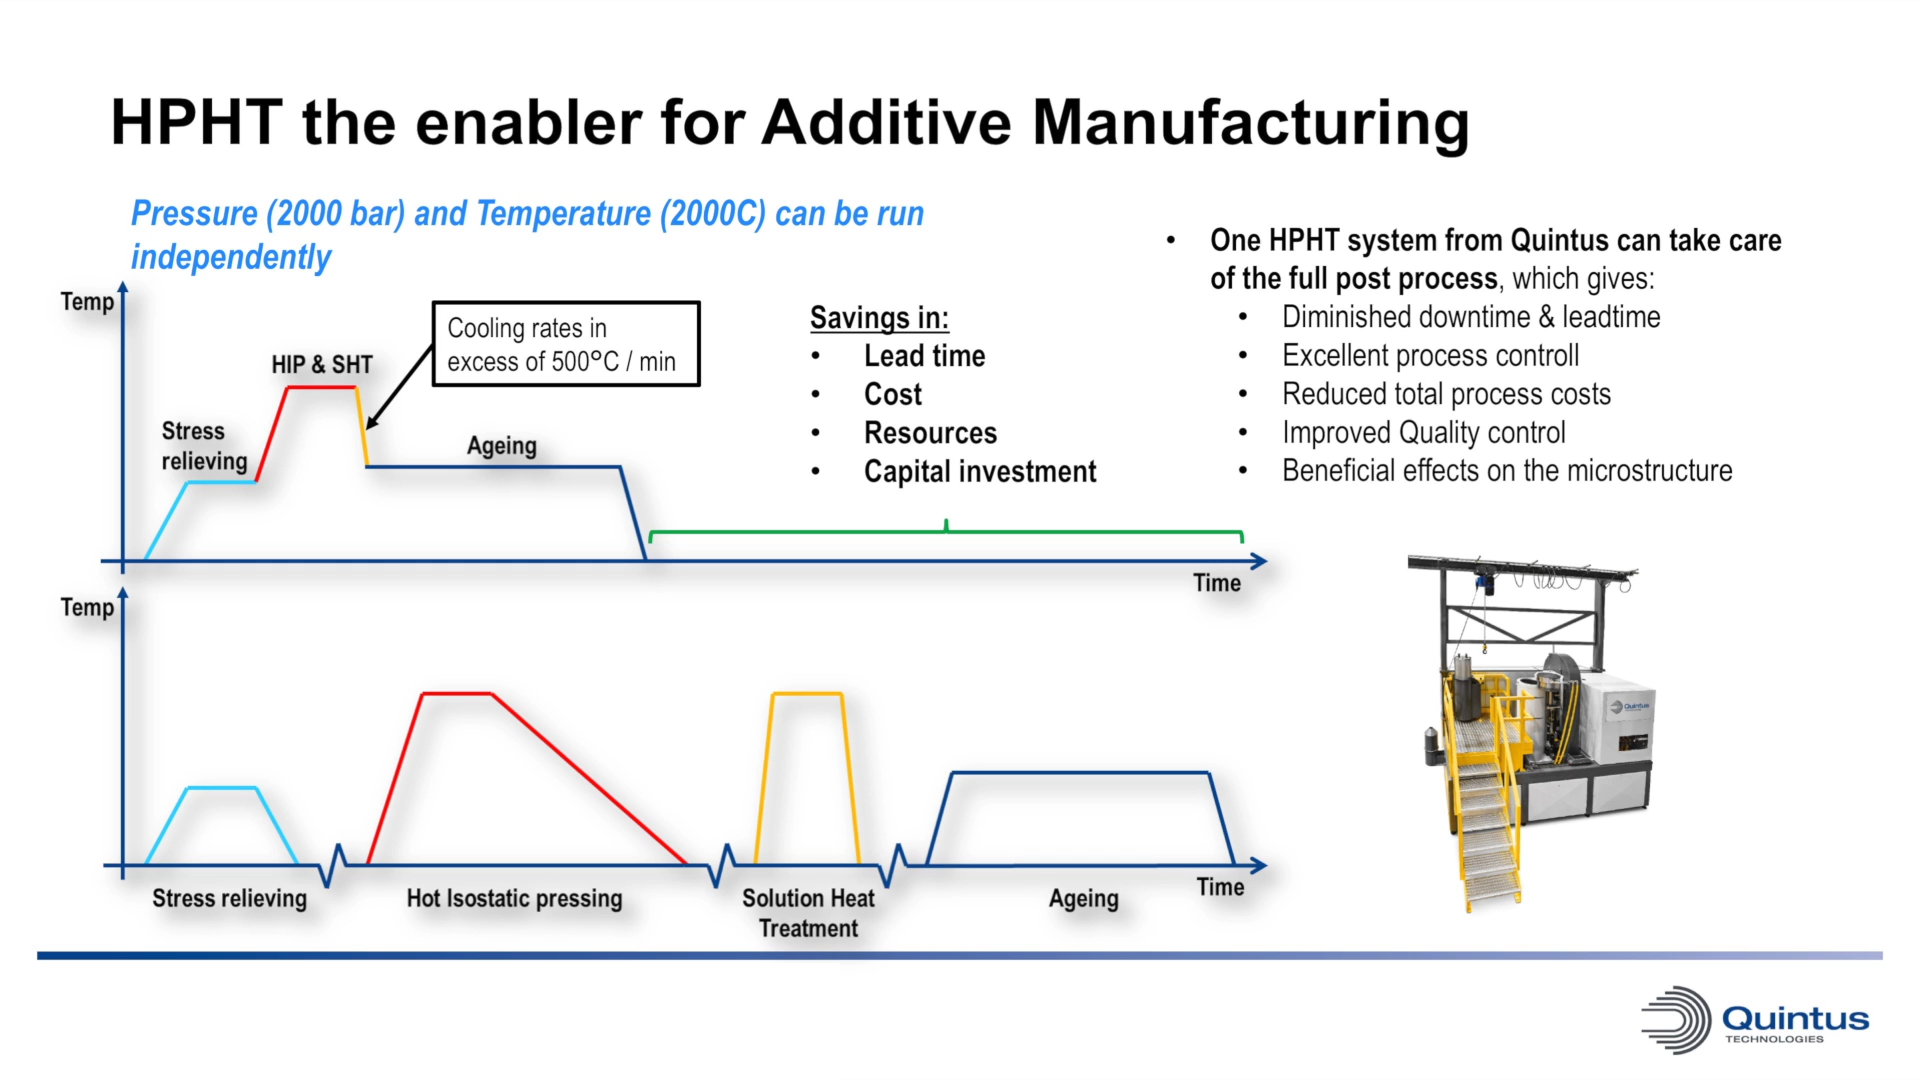 HPHT the enabler for Additive Manufacturing
Pressure (2000 bar) and Temperature (2000C) can be run
independently
Temp
Stress
relieving
HIP & SHT
Cooling rates in
excess of 500°C / min
Ageing
Time
Savings in:
• Lead time
• Cost
• Resources
• Capital investment
• One HPHT system from Quintus can take care
of the full post process, which gives:
• Diminished downtime & leadtime
• Excellent process controll
• Reduced total process costs
• Improved Quality control
• Beneficial effects on the microstructure
Temp
Stress relieving
Hot Isostatic pressing
Solution Heat
Treatment
Ageing
Time
Quintus
Quintus
TECHNOLOGIES